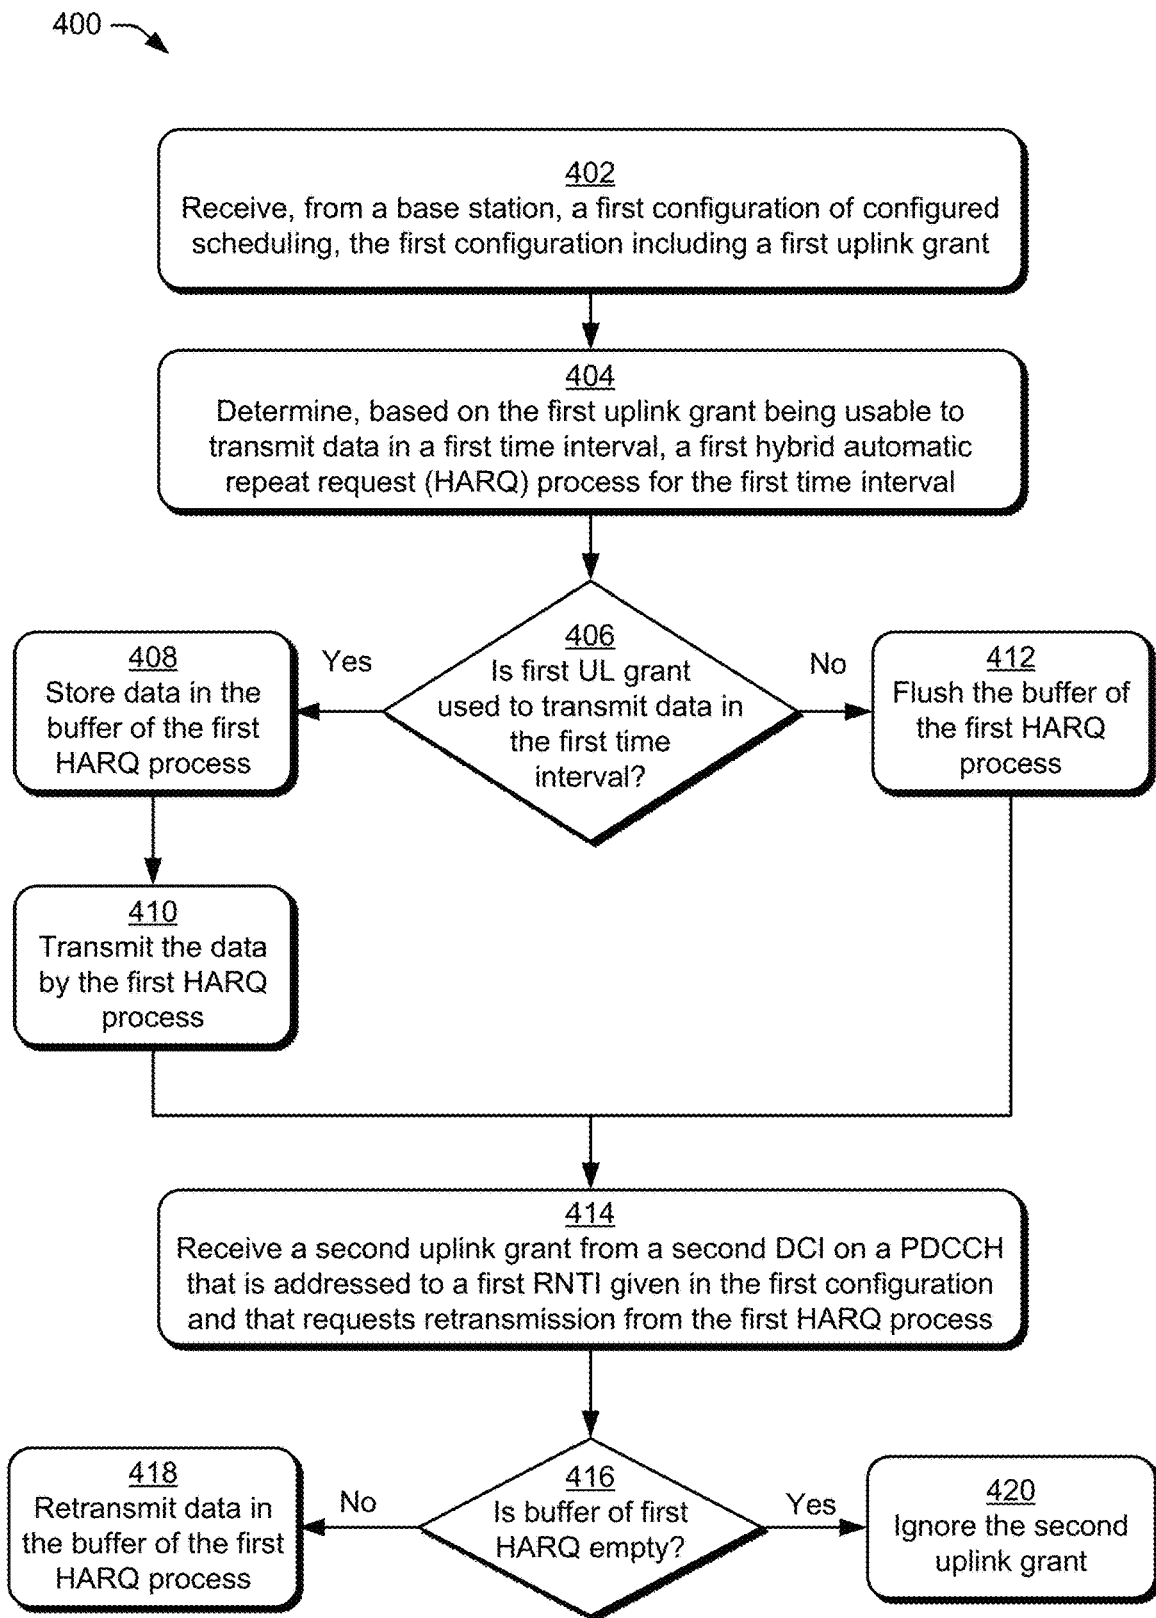 400
402
Receive, from a base station, a first configuration of configured
scheduling, the first configuration including a first uplink grant
404
Determine, based on the first uplink grant being usable to
transmit data in a first time interval, a first hybrid automatic
repeat request (HARQ) process for the first time interval
406
Is first UL grant
used to transmit data in
the first time
interval?
Yes
No
408
Store data in the
buffer of the first
HARQ process
412
Flush the buffer of
the first HARQ
process
410
Transmit the data
by the first HARQ
process
414
Receive a second uplink grant from a second DCI on a PDCCH
that is addressed to a first RNTI given in the first configuration
and that requests retransmission from the first HARQ process
416
Is buffer of first
HARQ empty?
No
Yes
418
Retransmit data in
the buffer of the first
HARQ process
420
Ignore the second
uplink grant